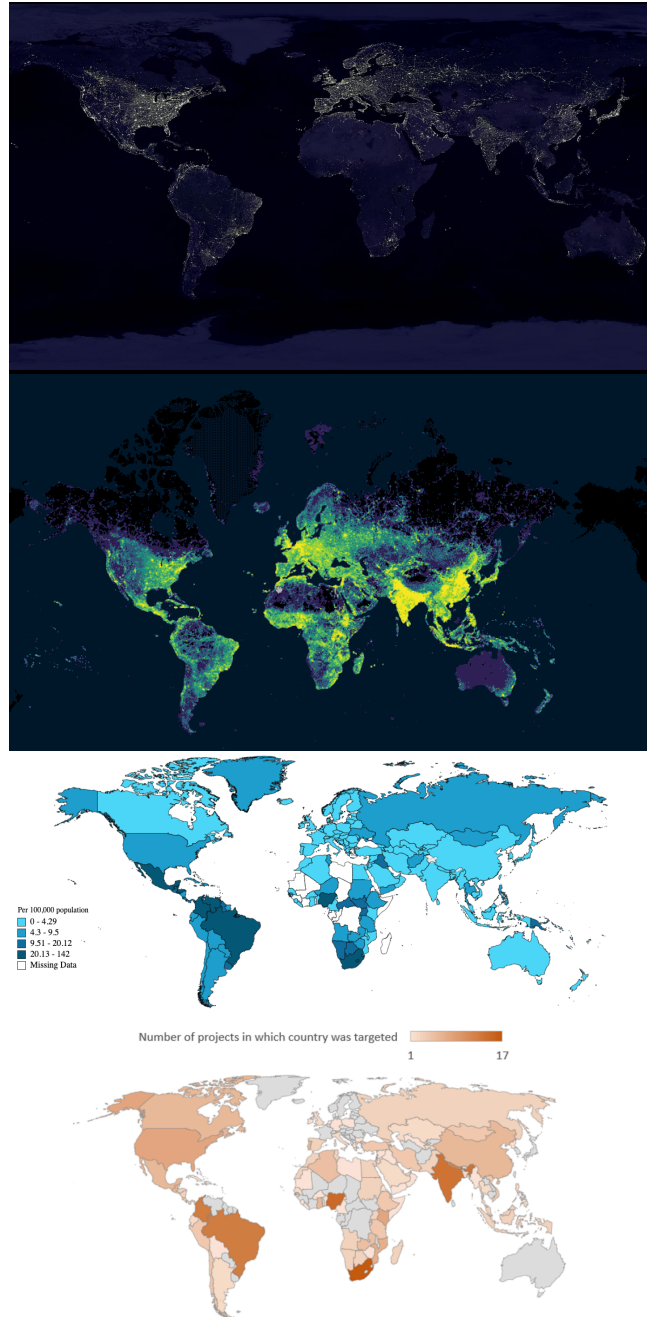 Per 100,000 population
0 - 4.29
4.3 - 9.5
9.51 - 20.12
20.13 - 142
Missing Data
Number of projects in which country was targeted
1
17